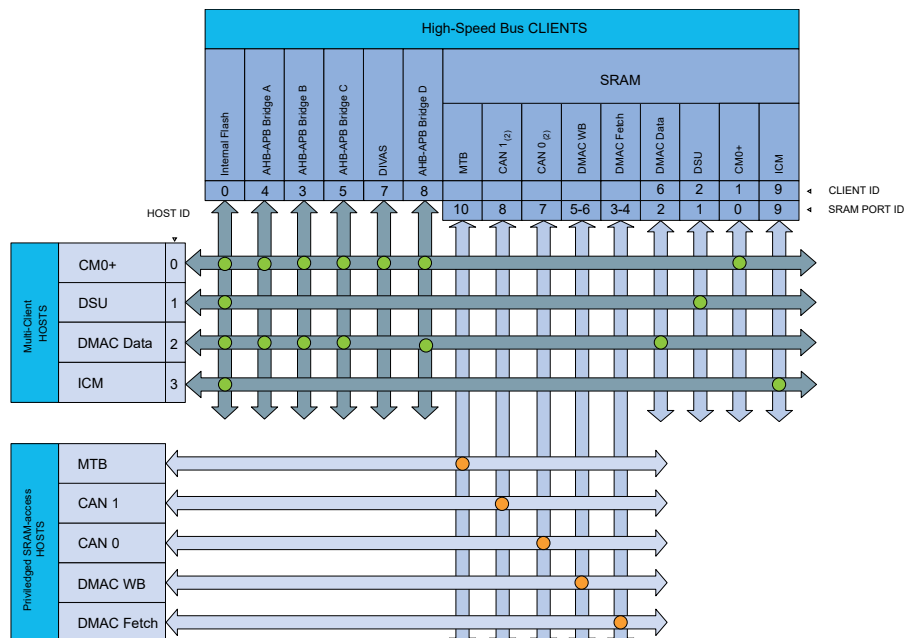 High-Speed Bus CLIENTS
SRAM
Internal Flash
AHB-APB Bridge A
AHB-APB Bridge B
AHB-APB Bridge C
DIVAS
AHB-APB Bridge D
MTB
CAN 1 (2)
CAN 0 (2)
DMAC WB
DMAC Fetch
DMAC Data
DSU
CM0+
ICM
0 4 3 5 7 8 6 2 1 9 CLIENT ID
10 8 7 5-6 3-4 2 1 0 9 SRAM PORT ID
HOST ID
Multi-Client
HOSTS
CM0+ 0
DSU 1
DMAC Data 2
ICM 3
Priviledged SRAM-access
HOSTS
MTB
CAN 1
CAN 0
DMAC WB
DMAC Fetch